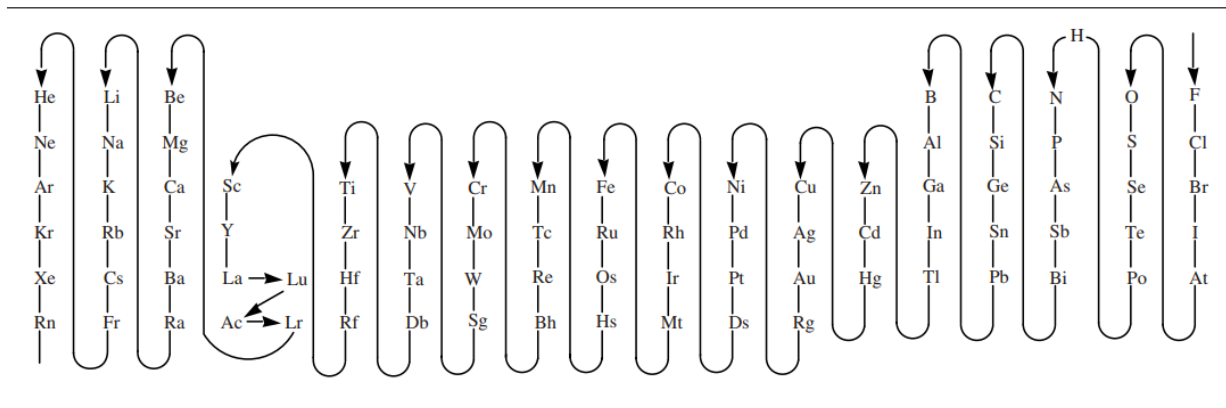 H
He Li Be B C N O F
Ne Na Mg Al Si P S Cl
Ar K Ca Sc Ti V Cr Mn Fe Co Ni Cu Zn Ga Ge As Se Br
Kr Rb Sr Y Zr Nb Mo Tc Ru Rh Pd Ag Cd In Sn Sb Te I
Xe Cs Ba La Lu Hf Ta W Re Os Ir Pt Au Hg Tl Pb Bi Po At
Rn Fr Ra Ac Lr Rf Db Sg Bh Hs Mt Ds Rg